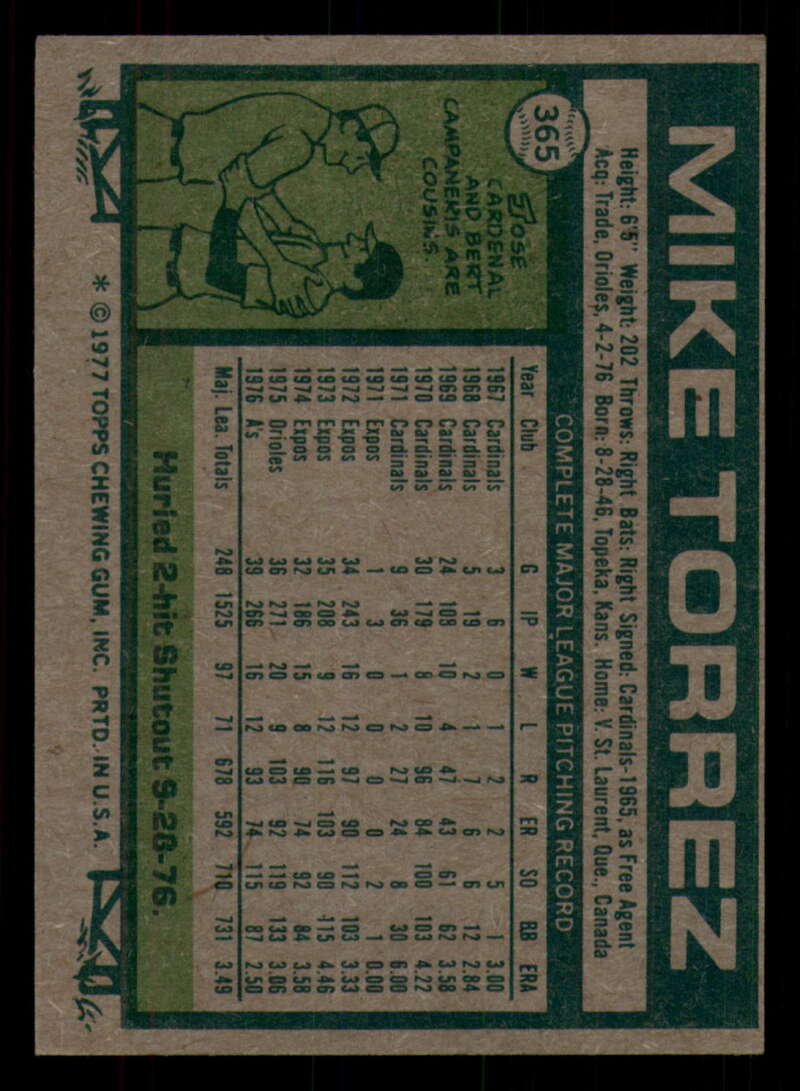 MIKE TORREZ
Height: 6'5" Weight: 202 Throws: Right Bats: Right Signed: Cardinals-1965, as Free Agent
Acq: Trade, Orioles, 4-2-76 Born: 8-28-46, Topeka, Kans. Home: V. St. Laurent, Que., Canada
365
JOSE
CARDENAL
AND BERT
CAMPANERIS ARE
COUSINS.
COMPLETE MAJOR LEAGUE PITCHING RECORD
Year Club G IP W L R ER SO BB ERA
1967 Cardinals 3 6 0 1 2 2 5 1 3.00
1968 Cardinals 5 19 2 1 7 6 6 12 2.84
1969 Cardinals 24 108 10 4 47 43 61 62 3.58
1970 Cardinals 30 179 8 10 96 84 100 103 4.22
1971 Cardinals 9 36 1 2 27 24 8 30 6.00
1971 Expos 1 3 0 0 0 0 2 1 0.00
1972 Expos 34 243 16 12 97 90 112 103 3.33
1973 Expos 35 208 9 12 116 103 90 115 4.46
1974 Expos 32 186 15 8 90 74 92 84 3.58
1975 Orioles 36 271 20 9 103 92 119 133 3.06
1976 A's 39 266 16 12 93 74 115 87 2.50
Maj. Lea. Totals 248 1525 97 71 678 592 710 731 3.49
Hurled 2-hit Shutout 9-28-76.
* © 1977 TOPPS CHEWING GUM, INC. PRTD. IN U.S.A.